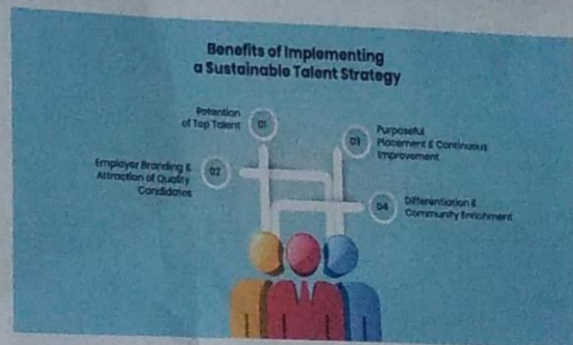 Benefits of Implementing
a Sustainable Talent Strategy
01
Retention
of Top Talent
02
Employer Branding &
Attraction of Quality
Candidates
03
Purposeful
Placement & Continuous
Improvement
04
Differentiation &
Community Enrichment